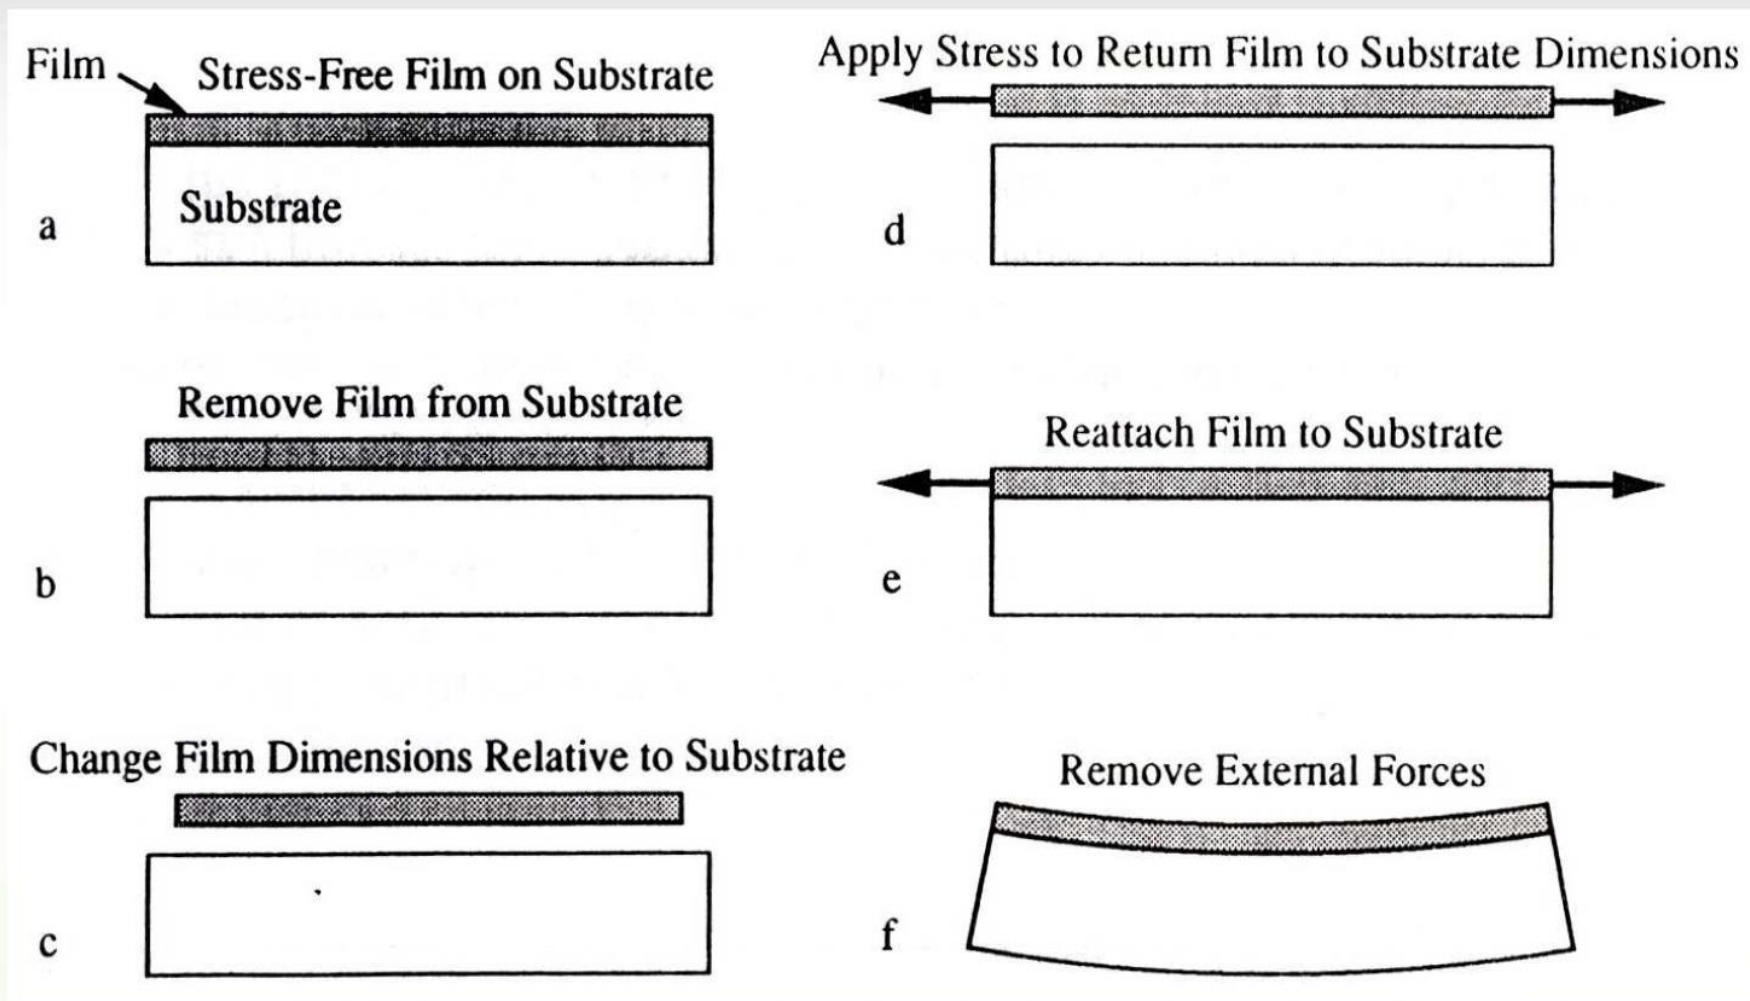 Film
Stress-Free Film on Substrate
Substrate
a
Remove Film from Substrate
b
Change Film Dimensions Relative to Substrate
c
Apply Stress to Return Film to Substrate Dimensions
d
Reattach Film to Substrate
e
Remove External Forces
f